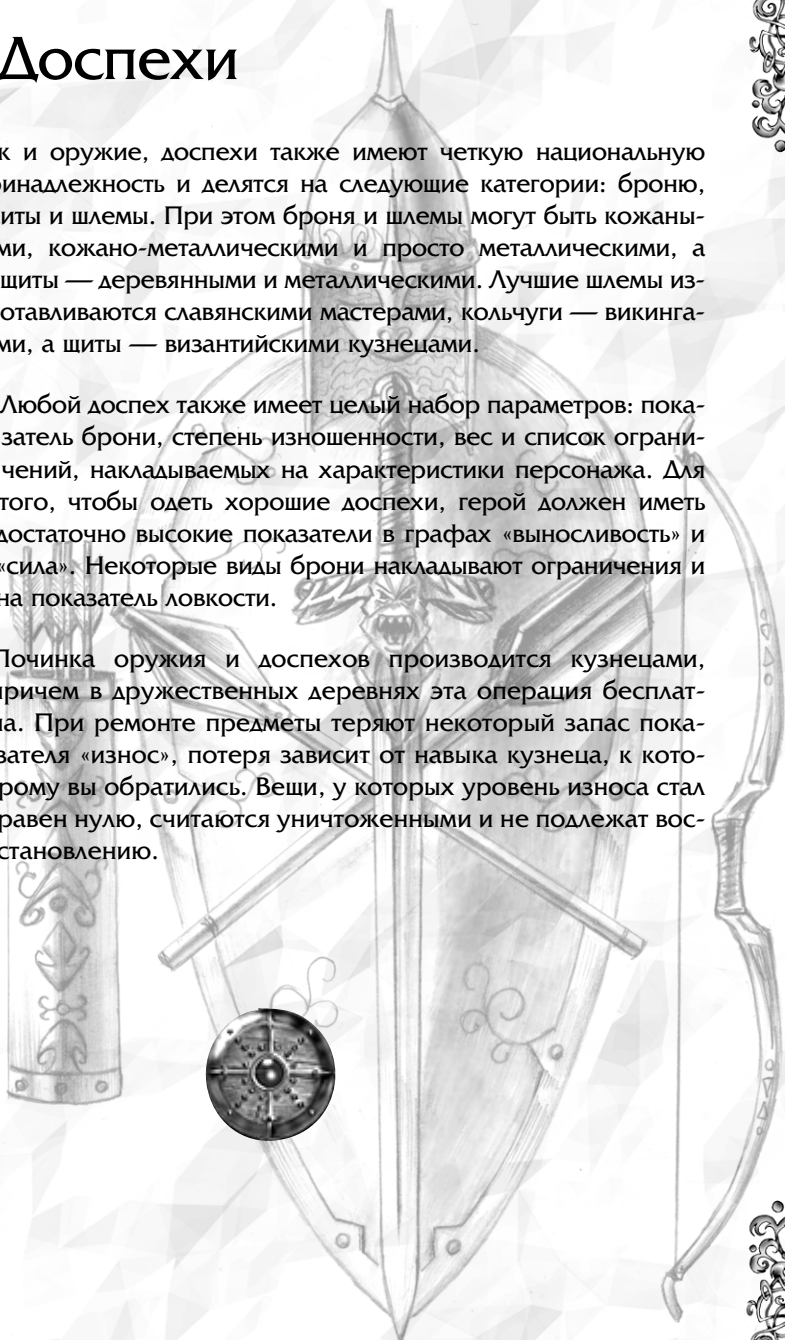 Доспехи
к и оружие, доспехи также имеют четкую национальную
ринадлежность и делятся на следующие категории: броню,
иты и шлемы. При этом броня и шлемы могут быть кожаны-
ми, кожано-металлическими и просто металлическими, а
щиты — деревянными и металлическими. Лучшие шлемы из-
отавливаются славянскими мастерами, кольчуги — викинга-
ми, а щиты — византийскими кузнецами.
Любой доспех также имеет целый набор параметров: пока-
затель брони, степень изношенности, вес и список ограни-
чений, накладываемых на характеристики персонажа. Для
того, чтобы одеть хорошие доспехи, герой должен иметь
достаточно высокие показатели в графах «выносливость» и
«сила». Некоторые виды брони накладывают ограничения и
на показатель ловкости.
Починка оружия и доспехов производится кузнецами,
причем в дружественных деревнях эта операция бесплат-
на. При ремонте предметы теряют некоторый запас пока-
зателя «износ», потеря зависит от навыка кузнеца, к кото-
рому вы обратились. Вещи, у которых уровень износа стал
равен нулю, считаются уничтоженными и не подлежат вос-
становлению.